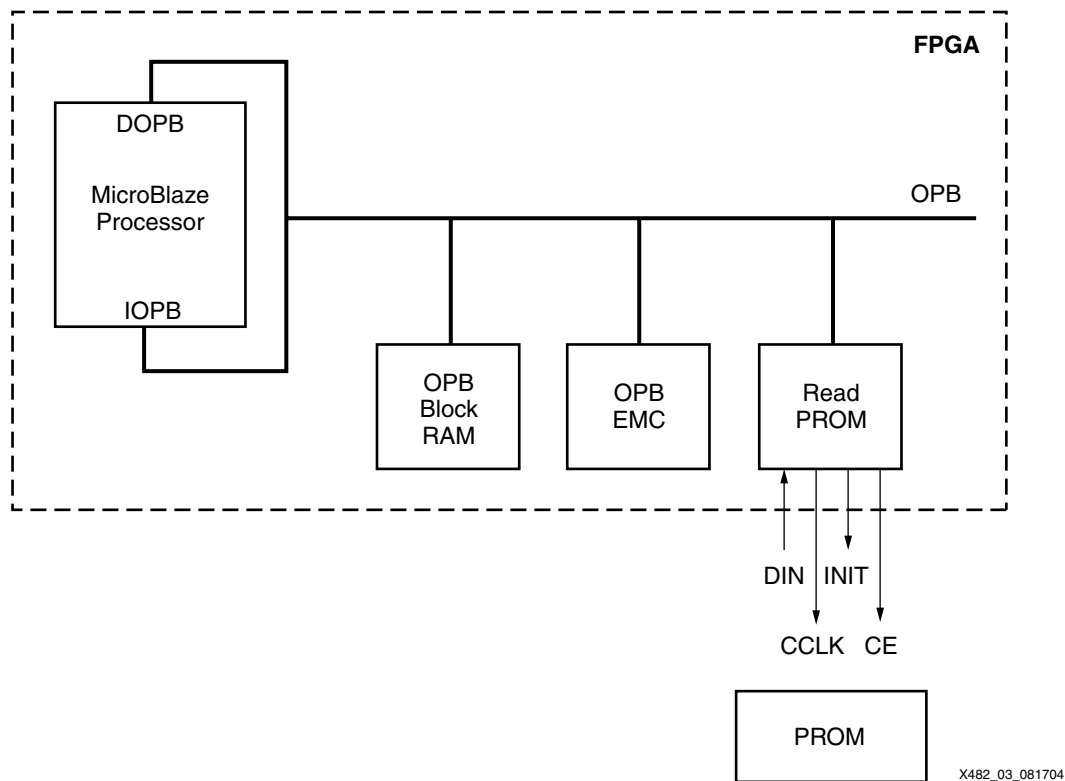 FPGA
DOPB
MicroBlaze
Processor
IOPB
OPB
OPB
Block
RAM
OPB
EMC
Read
PROM
DIN
INIT
CCLK
CE
PROM
X482_03_081704